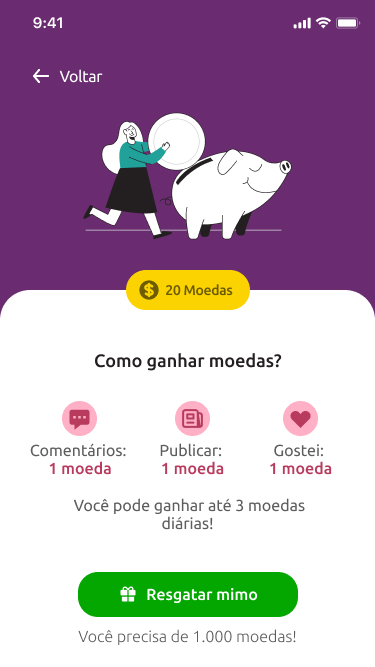 9:41
Voltar
20 Moedas
Como ganhar moedas?
Comentários: Publicar: Gostei:
1 moeda 1 moeda 1 moeda
Você pode ganhar até 3 moedas
diárias!
Resgatar mimo
Você precisa de 1.000 moedas!